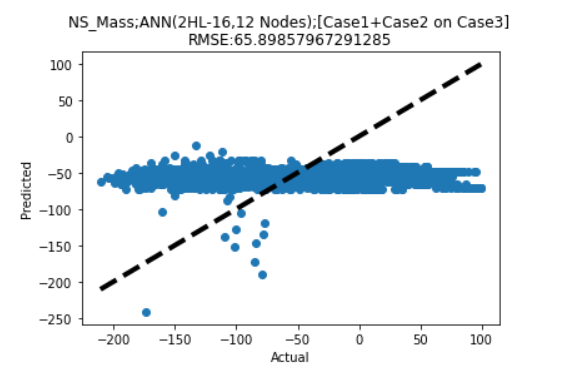 NS_Mass;ANN(2HL-16,12 Nodes);[Case1+Case2 on Case3]
RMSE:65.89857967291285
100
50
0
−50
−100
−150
−200
−250
Predicted
−200 −150 −100 −50 0 50 100
Actual